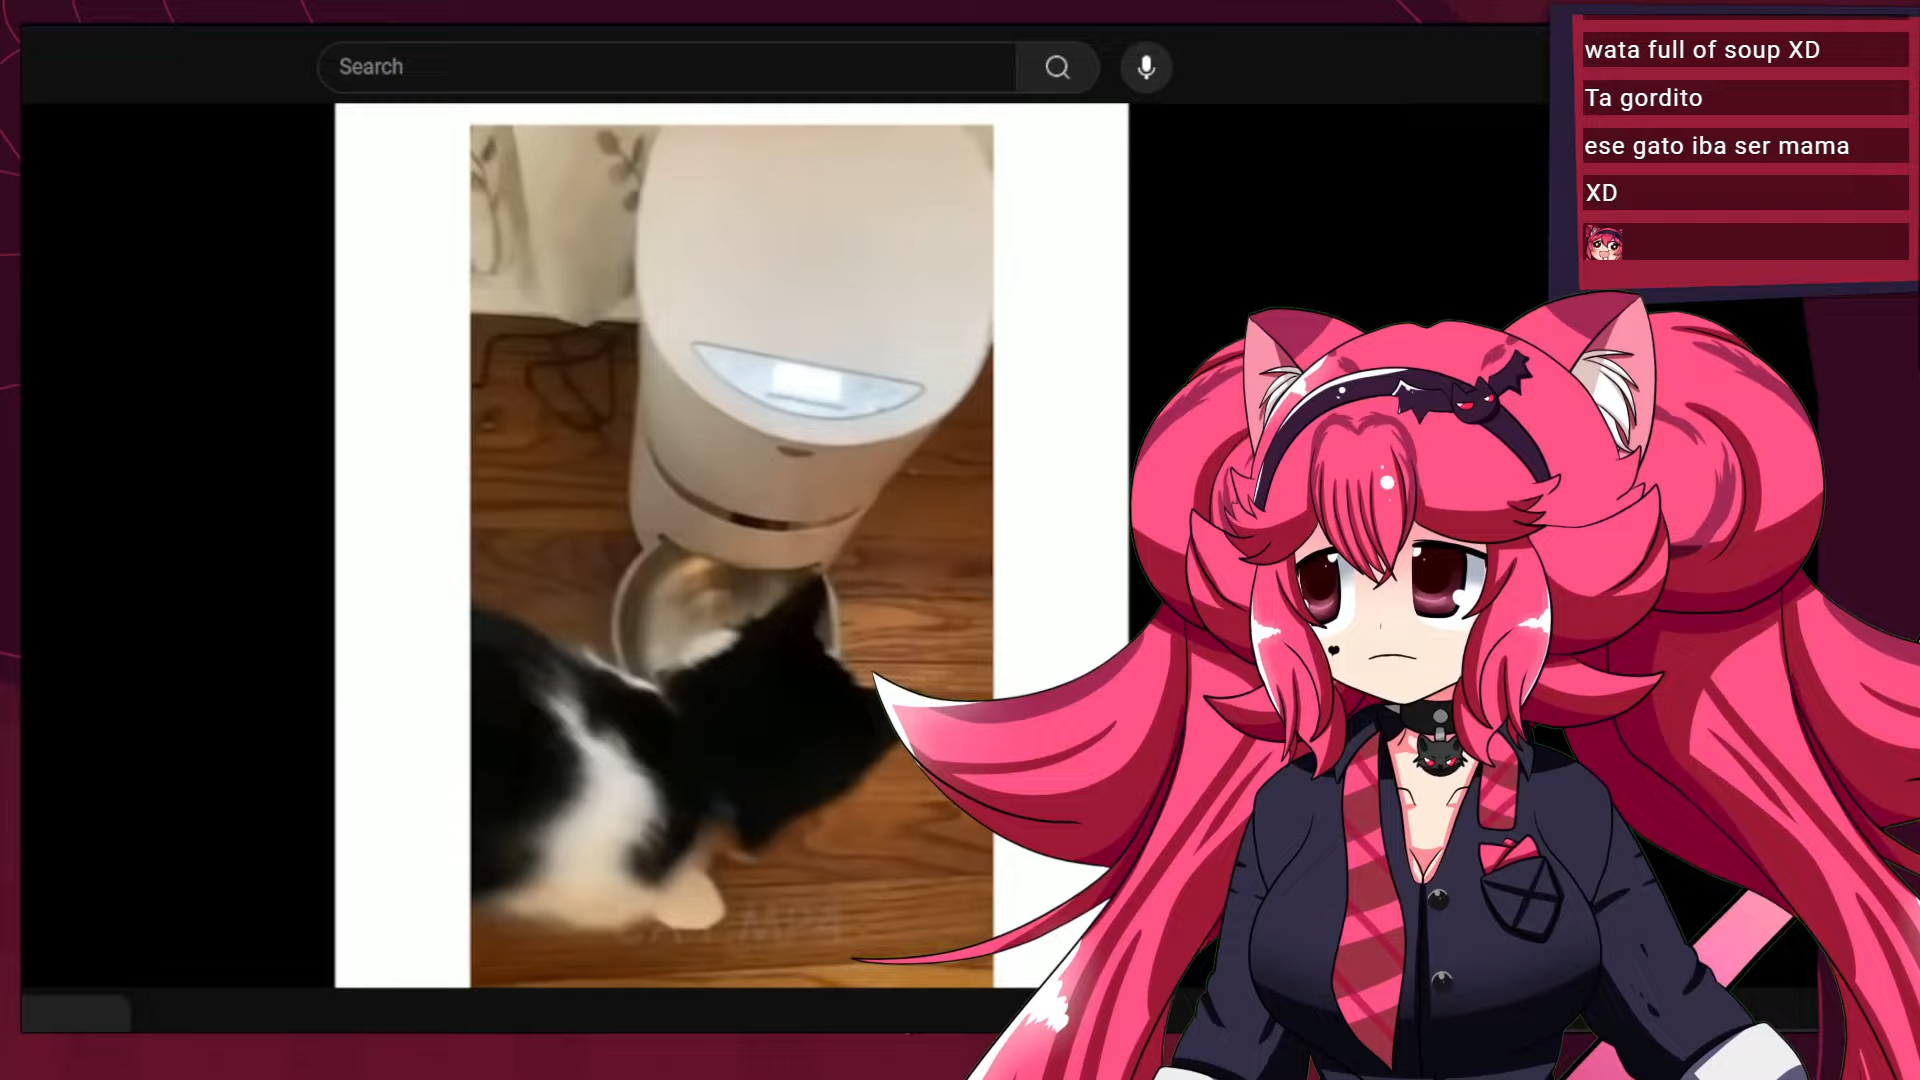 Search
wata full of soup XD
Ta gordito
ese gato iba ser mama
XD